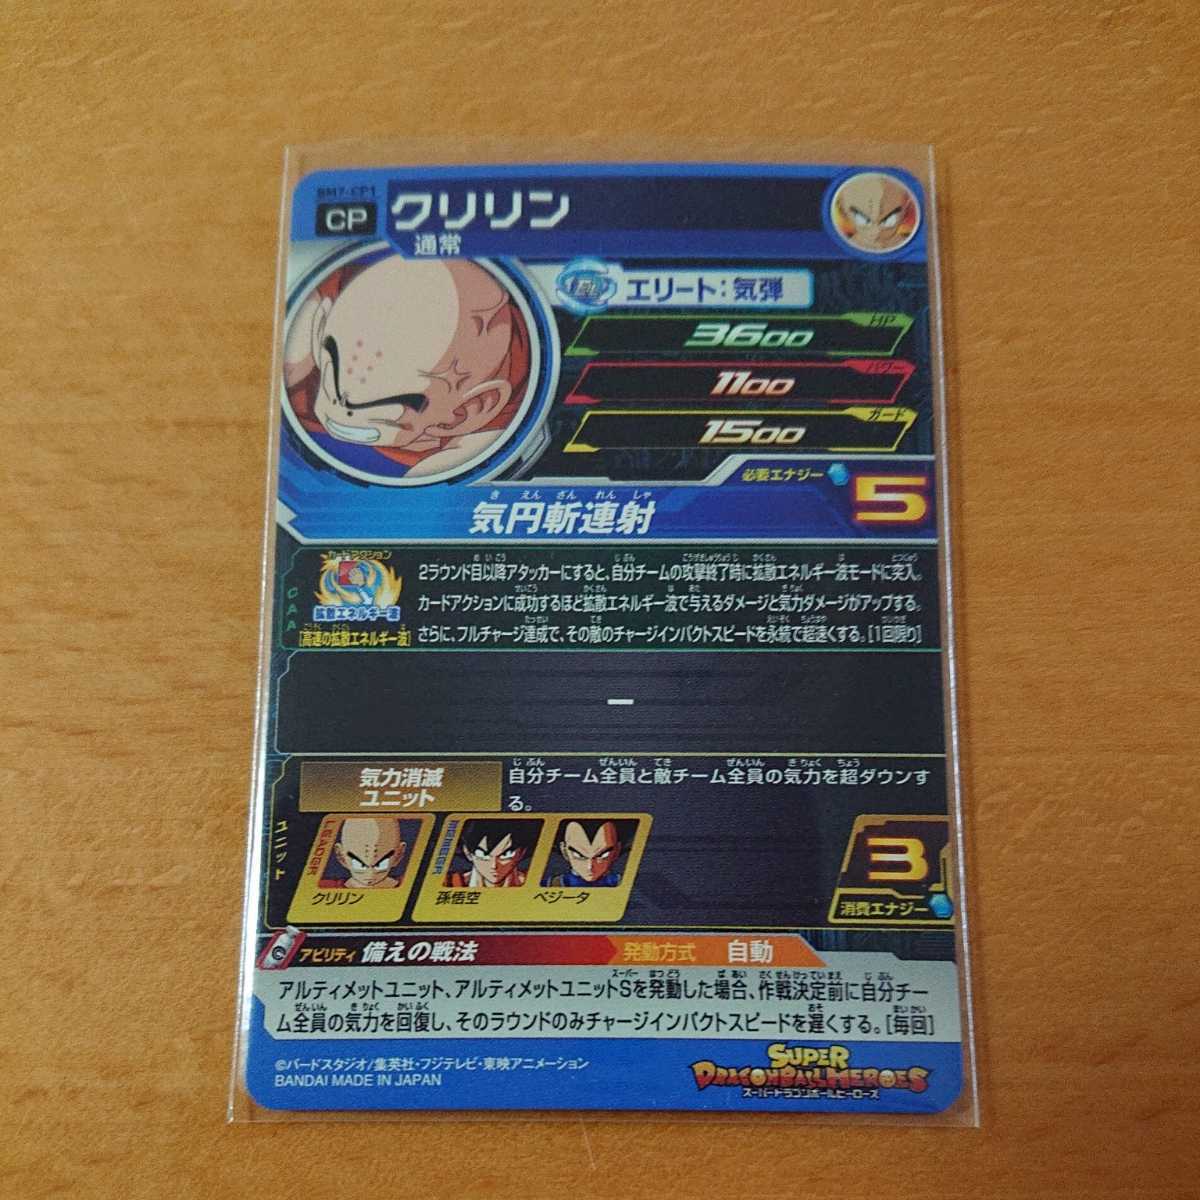 BM7-CP1
CP
クリリン
通常
エリート:気弾
HP
3600
パワー
1100
ガード
1500
必要エナジー
5
き えん ざん れん しゃ
気円斬連射
CAA
カードアクション
拡散エネルギー波
[高速の拡散エネルギー波]
2ラウンド目以降アタッカーにすると、自分チームの攻撃終了時に拡散エネルギー波モードに突入。
カードアクションに成功するほど拡散エネルギー波で与えるダメージと気力ダメージがアップする。
さらに、フルチャージ達成で、その敵のチャージインパクトスピードを永続で超速くする。[1回限り]
ー
ユニット
気力消滅
ユニット
自分チーム全員と敵チーム全員の気力を超ダウンす
る。
LEADER
クリリン
MEMBER
孫悟空
ベジータ
3
消費エナジー
アビリティ 備えの戦法 発動方式 自動
アルティメットユニット、アルティメットユニットSを発動した場合、作戦決定前に自分チー
ム全員の気力を回復し、そのラウンドのみチャージインパクトスピードを遅くする。[毎回]
©バードスタジオ/集英社・フジテレビ・東映アニメーション
BANDAI MADE IN JAPAN
SUPER
DRAGONBALL HEROES
スーパードラゴンボールヒーローズ